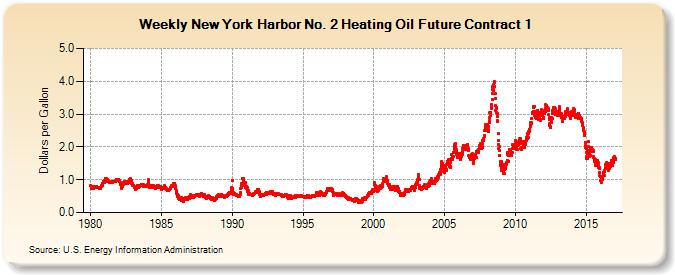 Weekly New York Harbor No. 2 Heating Oil Future Contract 1
Dollars per Gallon
5.0
4.0
3.0
2.0
1.0
0.0
1980 1985 1990 1995 2000 2005 2010 2015
Source: U.S. Energy Information Administration